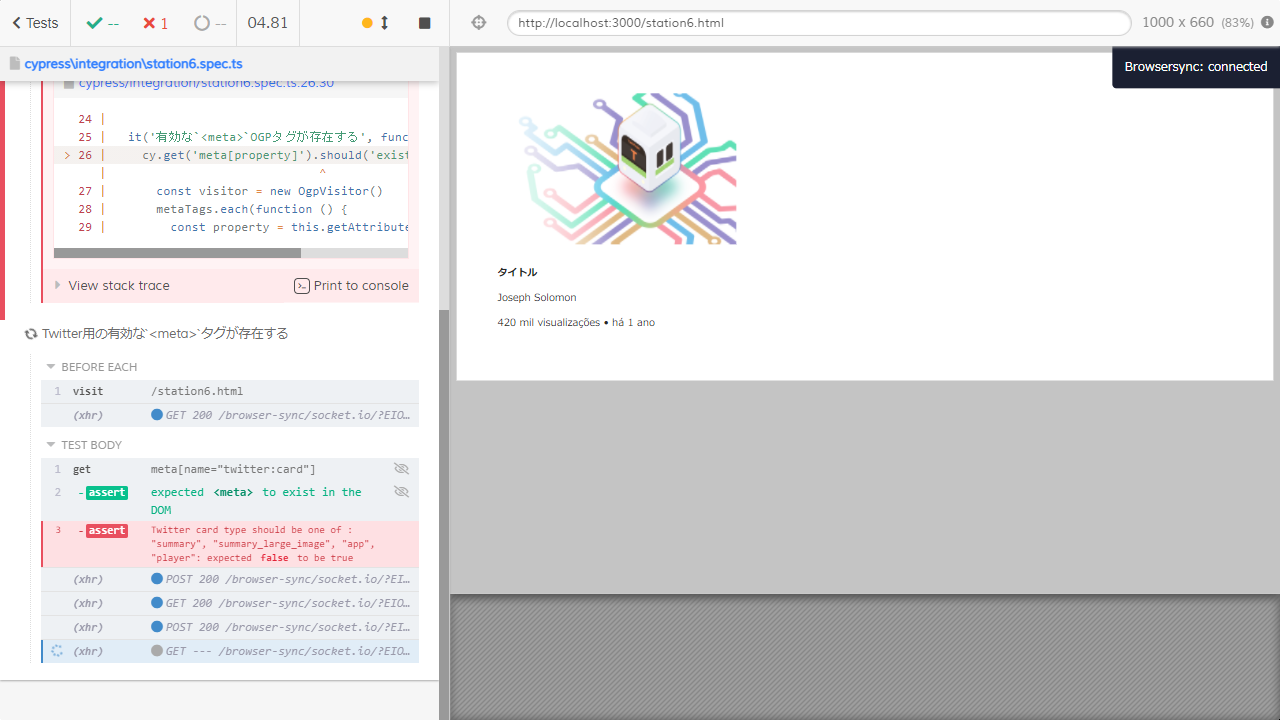 Tests
--
1
--
04.81
http://localhost:3000/station6.html
1000 x 660 (83%)
cypress\integration\station6.spec.ts
Browsersync: connected
cypress/integration/station6.spec.ts:26:30
24 |
25 | it('有効な`<meta>`OGPタグが存在する', func
> 26 | cy.get('meta[property]').should('exist
| ^
27 | const visitor = new OgpVisitor()
28 | metaTags.each(function () {
29 | const property = this.getAttribute
View stack trace
Print to console
Twitter用の有効な`<meta>`タグが存在する
BEFORE EACH
1 visit /station6.html
(xhr) GET 200 /browser-sync/socket.io/?EIO…
TEST BODY
1 get meta[name="twitter:card"]
2 -assert expected <meta> to exist in the
DOM
3 -assert Twitter card type should be one of :
"summary", "summary_large_image", "app",
"player": expected false to be true
(xhr) POST 200 /browser-sync/socket.io/?EI…
(xhr) GET 200 /browser-sync/socket.io/?EIO…
(xhr) POST 200 /browser-sync/socket.io/?EI…
(xhr) GET --- /browser-sync/socket.io/?EIO…
T
タイトル
Joseph Solomon
420 mil visualizações • há 1 ano